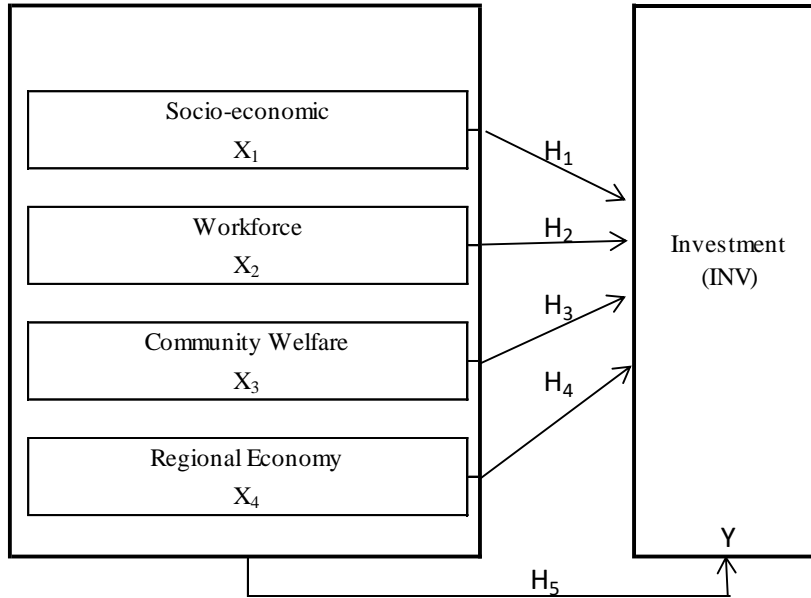 Socio-economic
X₁
Workforce
X₂
Community Welfare
X₃
Regional Economy
X₄
H₁
H₂
H₃
H₄
Investment
(INV)
Y
H₅